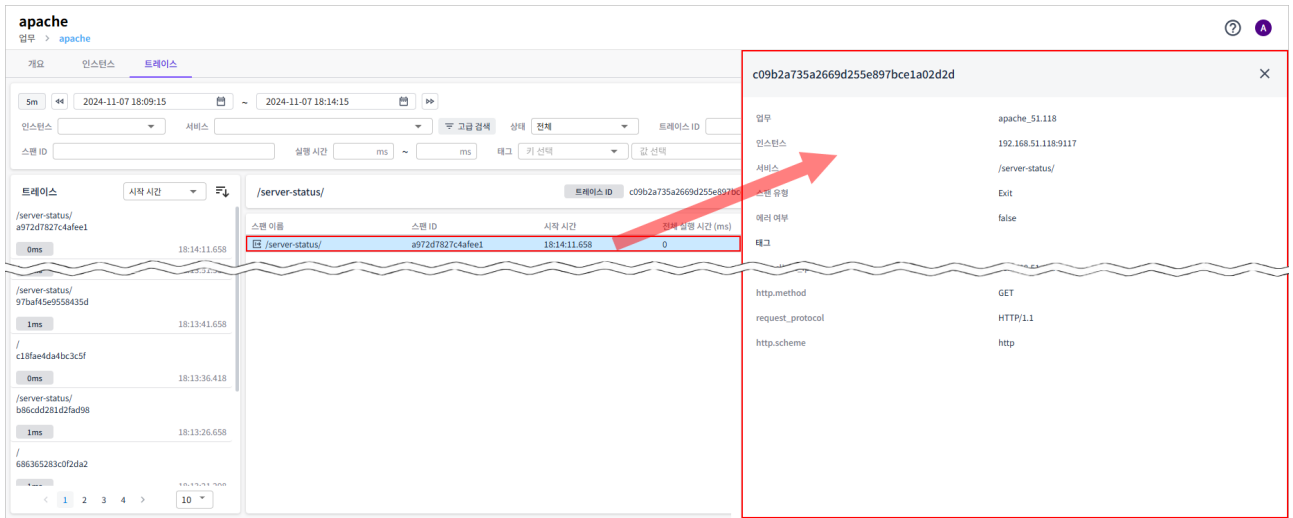 apache
업무 > apache
A
개요 인스턴스 트레이스
5m 2024-11-07 18:09:15 ~ 2024-11-07 18:14:15
인스턴스 서비스 고급 검색 상태 전체 트레이스 ID
스팬 ID 실행 시간 ms ~ ms 태그 키 선택 값 선택
트레이스 시작 시간
/server-status/
a972d7827c4afee1
0ms 18:14:11.658
/server-status/
97baf45e9558435d
1ms 18:13:41.658
/
c18fae4da4bc3c5f
0ms 18:13:36.418
/server-status/
b86cdd281d2fad98
1ms 18:13:26.658
/
686365283c0f2da2
< 1 2 3 4 > 10
/server-status/ 트레이스 ID
스팬 이름 스팬 ID 시작 시간 전체 실행 시간 (ms)
/server-status/ a972d7827c4afee1 18:14:11.658 0
c09b2a735a2669d255e897bce1a02d2d
업무 apache_51.118
인스턴스 192.168.51.118:9117
서비스 /server-status/
스팬 유형 Exit
에러 여부 false
태그
http.method GET
request_protocol HTTP/1.1
http.scheme http